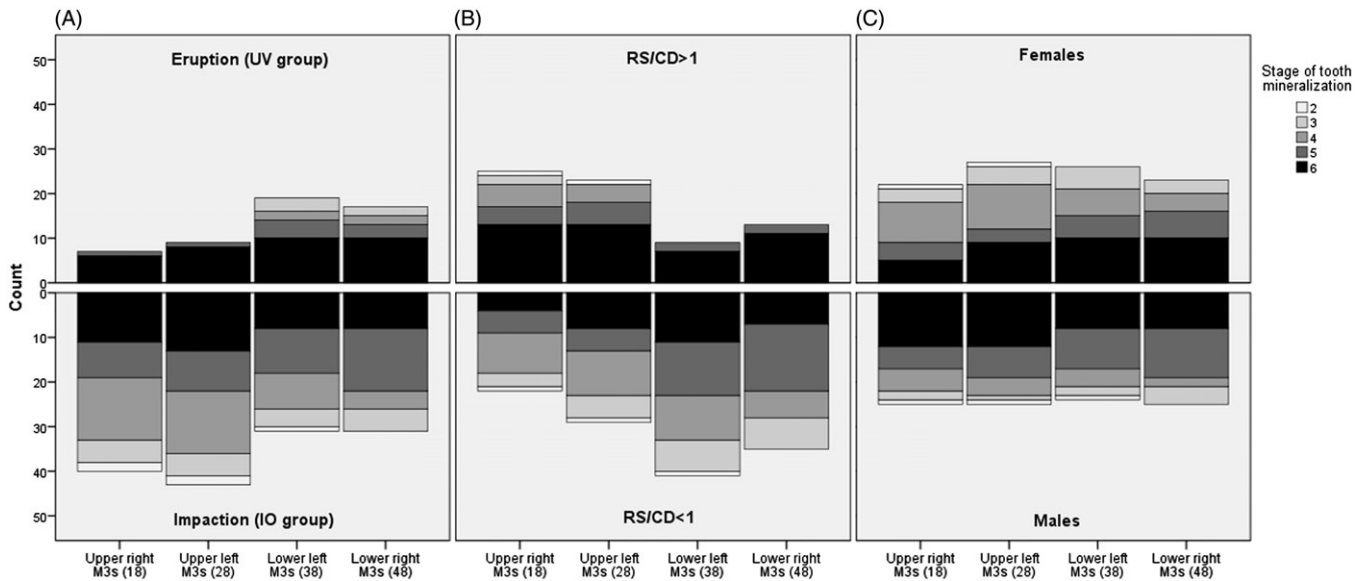 (A)
(B)
(C)
Eruption (UV group)
RS/CD>1
Females
Stage of tooth
mineralization
2
3
4
5
6
50
40
30
20
10
0
Count
0
10
20
30
40
50
Impaction (IO group)
RS/CD<1
Males
Upper right
M3s (18)
Upper left
M3s (28)
Lower left
M3s (38)
Lower right
M3s (48)
Upper right
M3s (18)
Upper left
M3s (28)
Lower left
M3s (38)
Lower right
M3s (48)
Upper right
M3s (18)
Upper left
M3s (28)
Lower left
M3s (38)
Lower right
M3s (48)